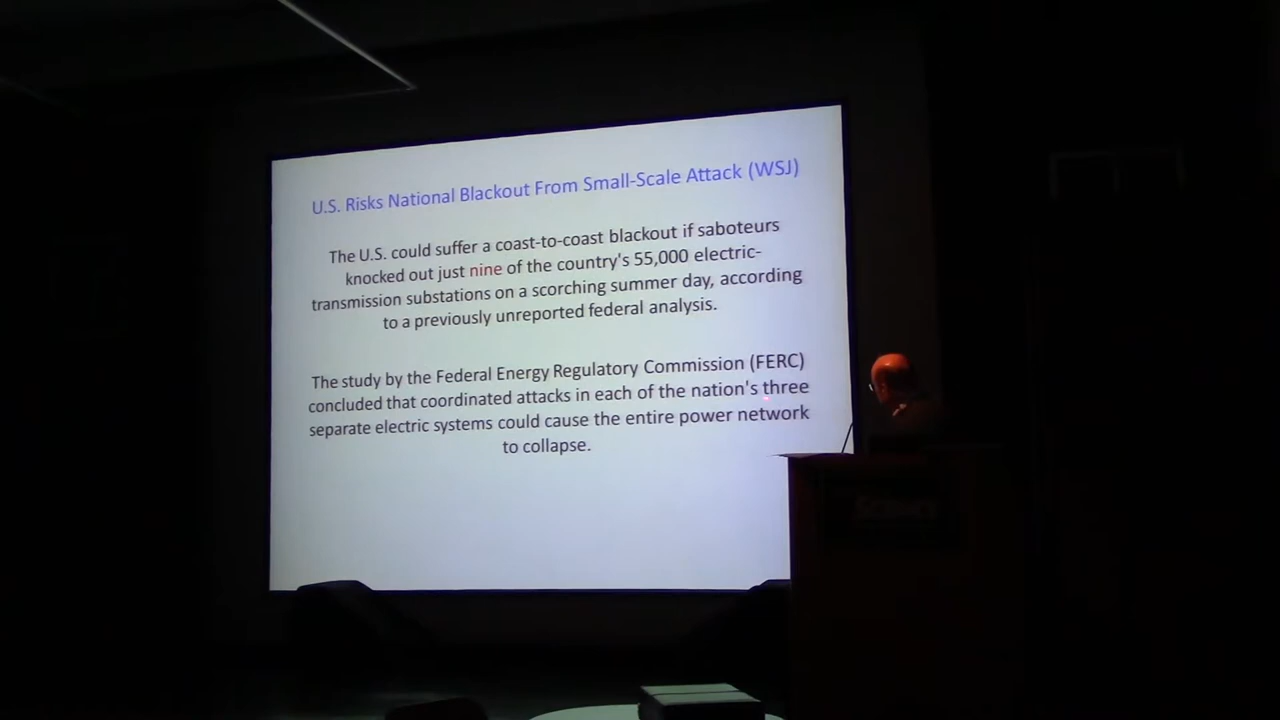 U.S. Risks National Blackout From Small-Scale Attack (WSJ)
The U.S. could suffer a coast-to-coast blackout if saboteurs
knocked out just nine of the country's 55,000 electric-
transmission substations on a scorching summer day, according
to a previously unreported federal analysis.
The study by the Federal Energy Regulatory Commission (FERC)
concluded that coordinated attacks in each of the nation's three
separate electric systems could cause the entire power network
to collapse.